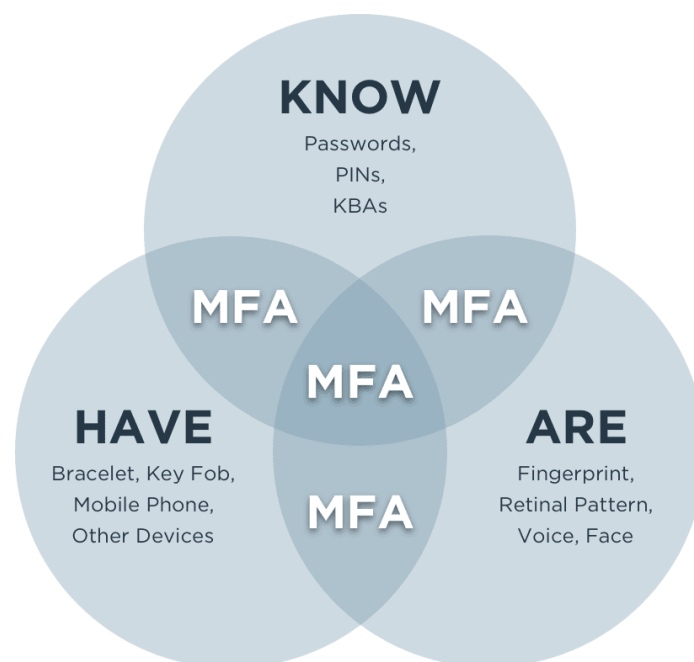 KNOW
Passwords,
PINs,
KBAs
MFA
MFA
MFA
HAVE
Bracelet, Key Fob,
Mobile Phone,
Other Devices
ARE
Fingerprint,
Retinal Pattern,
Voice, Face
MFA